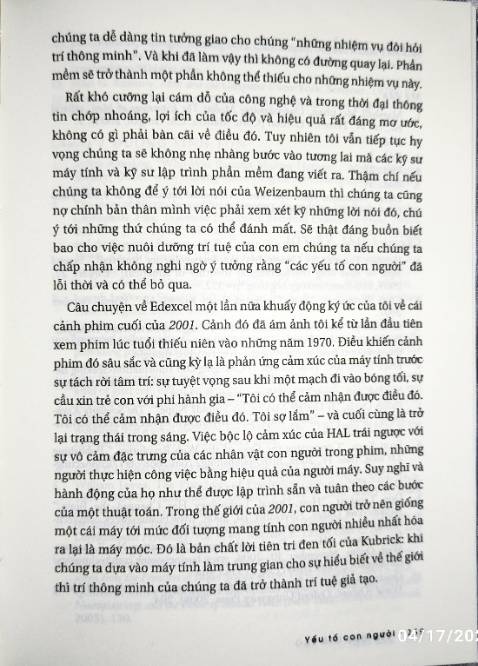 chúng ta dễ dàng tin tưởng giao cho chúng “những nhiệm vụ đòi hỏi
trí thông minh”. Và khi đã làm vậy thì không có đường quay lại. Phần
mềm sẽ trở thành một phần không thể thiếu cho những nhiệm vụ này.
Rất khó cưỡng lại cám dỗ của công nghệ và trong thời đại thông
tin chớp nhoáng, lợi ích của tốc độ và hiệu quả rất đáng mơ ước,
không có gì phải bàn cãi về điều đó. Tuy nhiên tôi vẫn tiếp tục hy
vọng chúng ta sẽ không nhẹ nhàng bước vào tương lai mà các kỹ sư
máy tính và kỹ sư lập trình phần mềm đang viết ra. Thậm chí nếu
chúng ta không để ý tới lời nói của Weizenbaum thì chúng ta cũng
nợ chính bản thân mình việc phải xem xét kỹ những lời nói đó, chú
ý tới những thứ chúng ta có thể đánh mất. Sẽ thật đáng buồn biết
bao cho việc nuôi dưỡng trí tuệ của con em chúng ta nếu chúng ta
chấp nhận không nghi ngờ ý tưởng rằng “các yếu tố con người” đã
lỗi thời và có thể bỏ qua.
Câu chuyện về Edexcel một lần nữa khuấy động ký ức của tôi về cái
cảnh phim cuối của 2001. Cảnh đó đã ám ảnh tôi kể từ lần đầu tiên
xem phim lúc tuổi thiếu niên vào những năm 1970. Điều khiến cảnh
phim đó sâu sắc và cũng kỳ lạ là phản ứng cảm xúc của máy tính trước
sự tách rời tâm trí: sự tuyệt vọng sau khi một mạch đi vào bóng tối, sự
cầu xin trẻ con với phi hành gia – “Tôi có thể cảm nhận được điều đó.
Tôi có thể cảm nhận được điều đó. Tôi sợ lắm” – và cuối cùng là trở
lại trạng thái trong sáng. Việc bộc lộ cảm xúc của HAL trái ngược với
sự vô cảm đặc trưng của các nhân vật con người trong phim, những
người thực hiện công việc bằng hiệu quả của người máy. Suy nghĩ và
hành động của họ như thể được lập trình sẵn và tuân theo các bước
của một thuật toán. Trong thế giới của 2001, con người trở nên giống
một cái máy tới mức đối tượng mang tính con người nhiều nhất hóa
ra lại là máy móc. Đó là bản chất lời tiên tri đen tối của Kubrick: khi
chúng ta dựa vào máy tính làm trung gian cho sự hiểu biết về thế giới
thì trí thông minh của chúng ta đã trở thành trí tuệ giả tạo.
Yếu tố con người
04/17/202